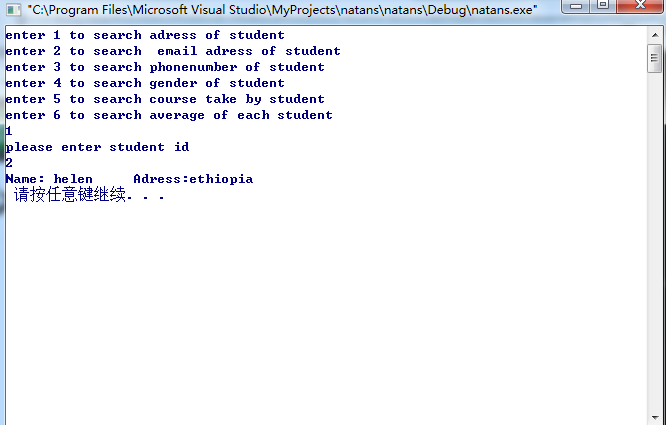 "C:\Program Files\Microsoft Visual Studio\MyProjects\natans\natans\Debug\natans.exe"
enter 1 to search adress of student
enter 2 to search  email adress of student
enter 3 to search phonenumber of student
enter 4 to search gender of student
enter 5 to search course take by student
enter 6 to search average of each student
1
please enter student id
2
Name: helen     Adress:ethiopia
请按任意键继续. . .